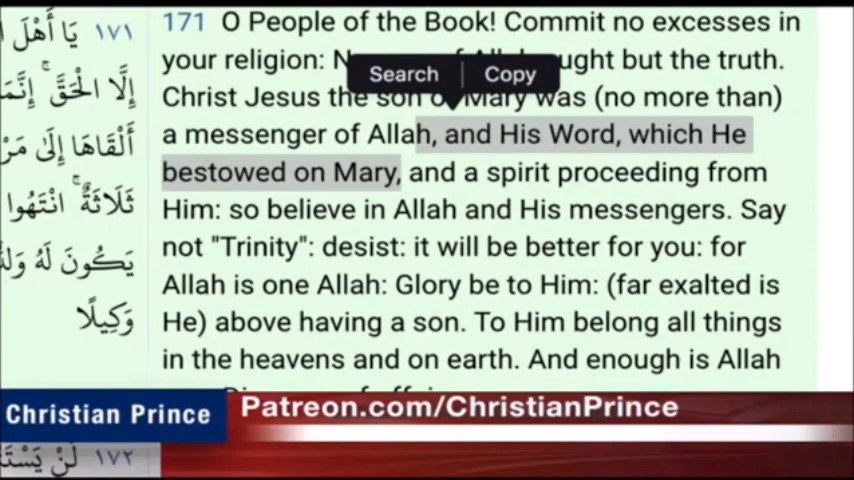 171 O People of the Book! Commit no excesses in
your religion: ught but the truth.
Search Copy
Christ Jesus the son of Mary was (no more than)
a messenger of Allah, and His Word, which He
bestowed on Mary, and a spirit proceeding from
Him: so believe in Allah and His messengers. Say
not "Trinity": desist: it will be better for you: for
Allah is one Allah: Glory be to Him: (far exalted is
He) above having a son. To Him belong all things
in the heavens and on earth. And enough is Allah
١٧١ يَا أَهْلَ
إِلَّا الْحَقَّ ۚ إِنَّمَ
أَلْقَاهَا إِلَىٰ مَرْ
ثَلَاثَةٌ ۚ انْتَهُوا
يَكُونَ لَهُ وَلَ
وَكِيلًا
Christian Prince
Patreon.com/ChristianPrince
١٧٢ لَنْ يَسْتَ